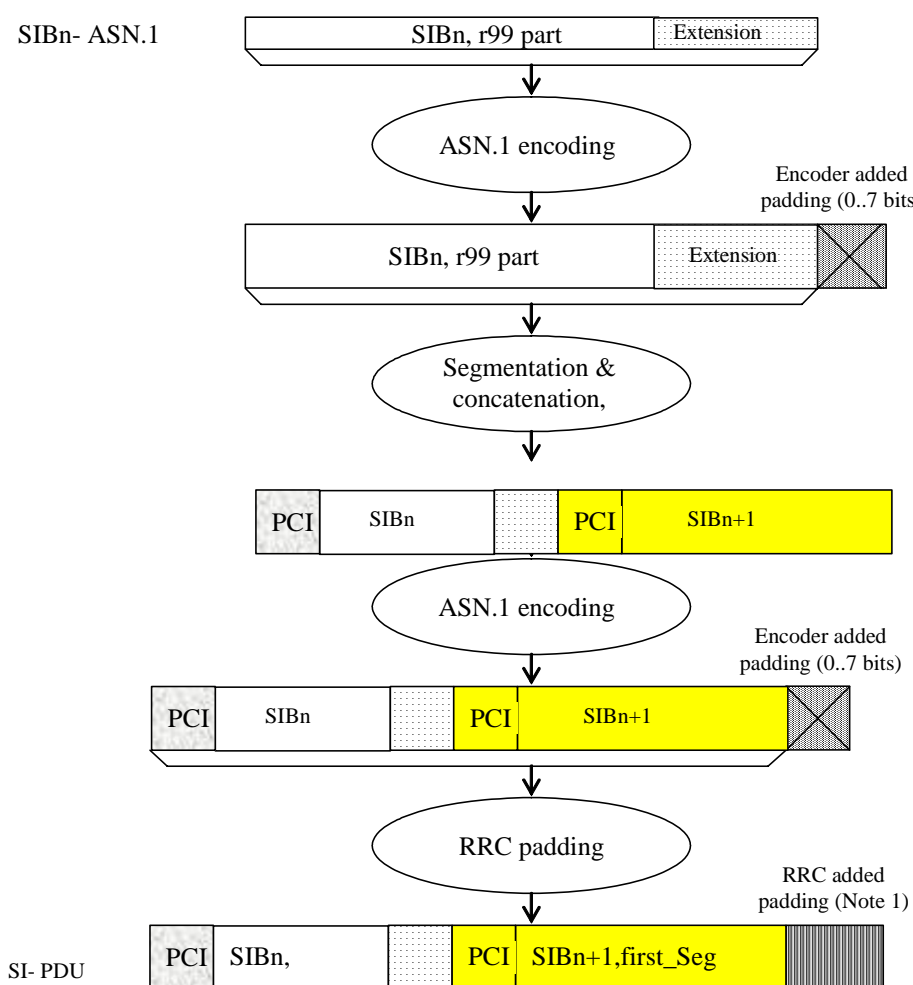 SIBn- ASN.1
SIBn, r99 part
Extension
ASN.1 encoding
Encoder added
padding (0..7 bits
SIBn, r99 part
Extension
Segmentation &
concatenation,
PCI
SIBn
PCI
SIBn+1
ASN.1 encoding
Encoder added
padding (0..7 bits)
PCI
SIBn
PCI
SIBn+1
RRC padding
RRC added
padding (Note 1)
SI- PDU
PCI
SIBn,
PCI
SIBn+1,first_Seg